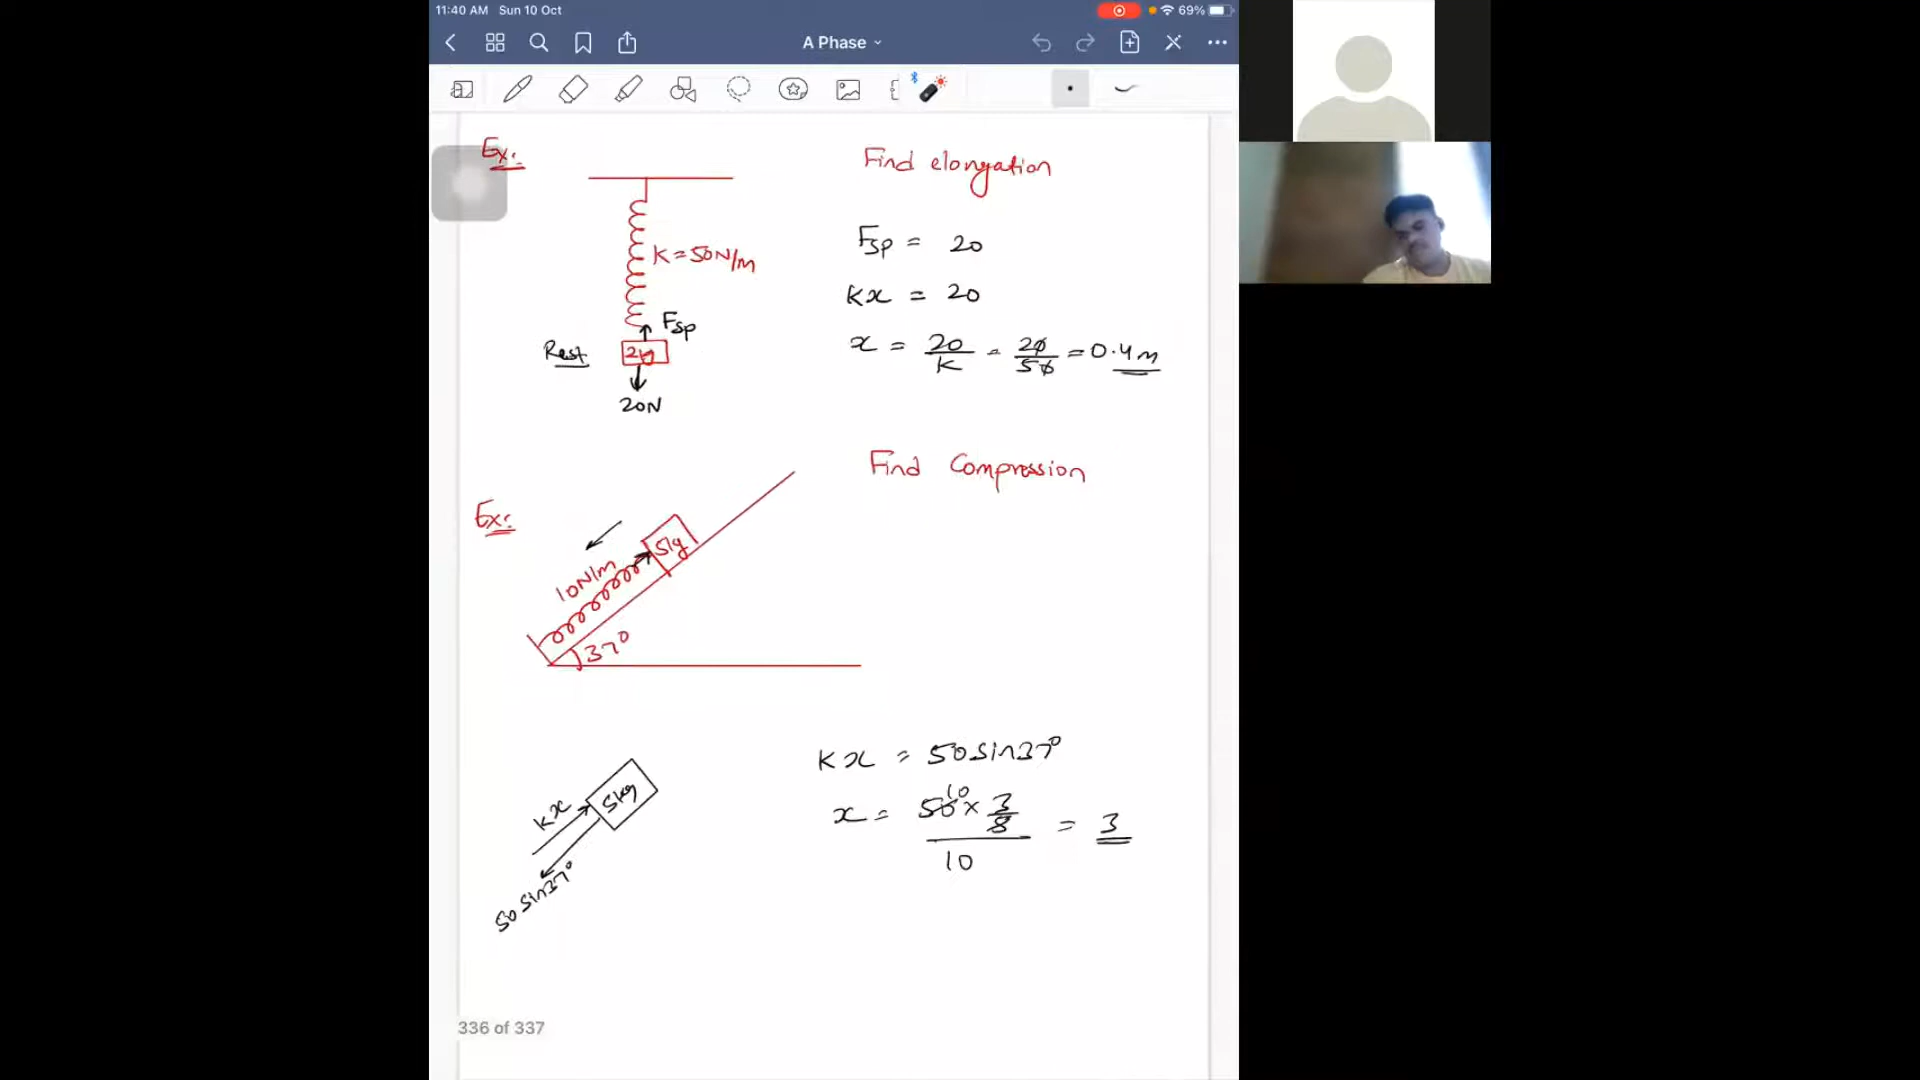 11:40 AM Sun 10 Oct
69%
A Phase
Ex:
Find elongation
K = 50N/m
Fsp = 20
Kx = 20
Fsp
Rest
2kg
x = 20/K = 20/50 = 0.4m
20N
Find Compression
Ex:
5kg
10N/m
37°
Kx = 50sin37°
5kg
Kx
10
x = 50 × 3/5 / 10 = 3
50 sin37°
336 of 337